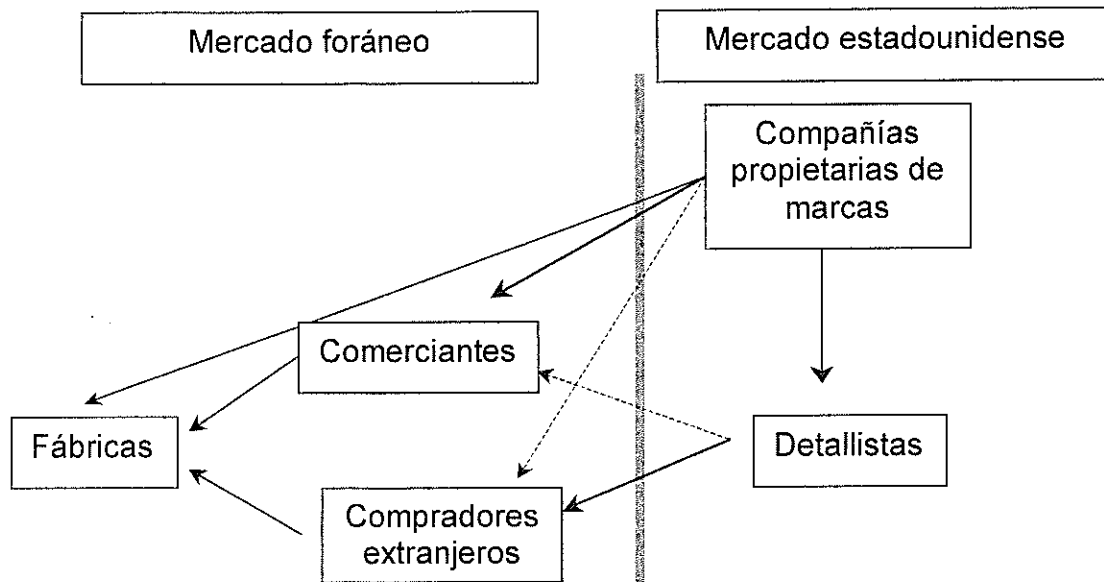 Mercado foráneo
Mercado estadounidense
Compañías
propietarias de
marcas
Comerciantes
Fábricas
Detallistas
Compradores
extranjeros